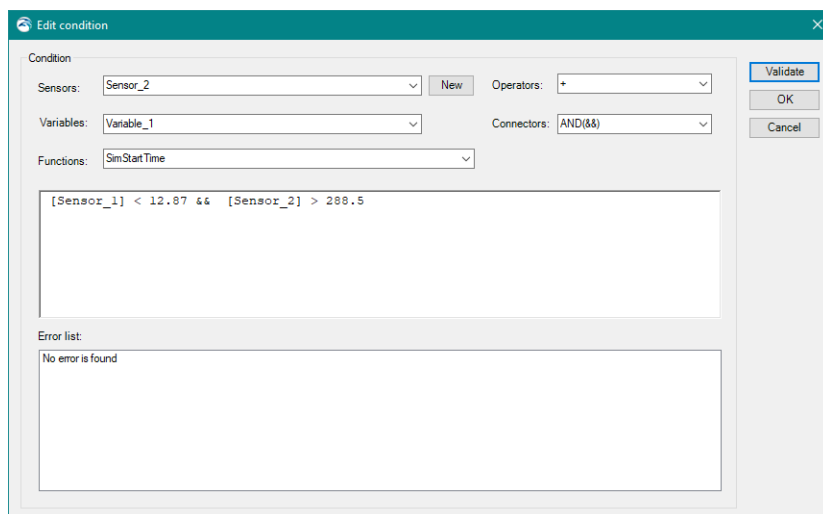 Edit condition
Condition
Sensors: Sensor_2 New Operators: +
Validate
OK
Variables: Variable_1 Connectors: AND(&&)
Cancel
Functions: SimStartTime
[Sensor_1] < 12.87 &&  [Sensor_2] > 288.5
Error list:
No error is found